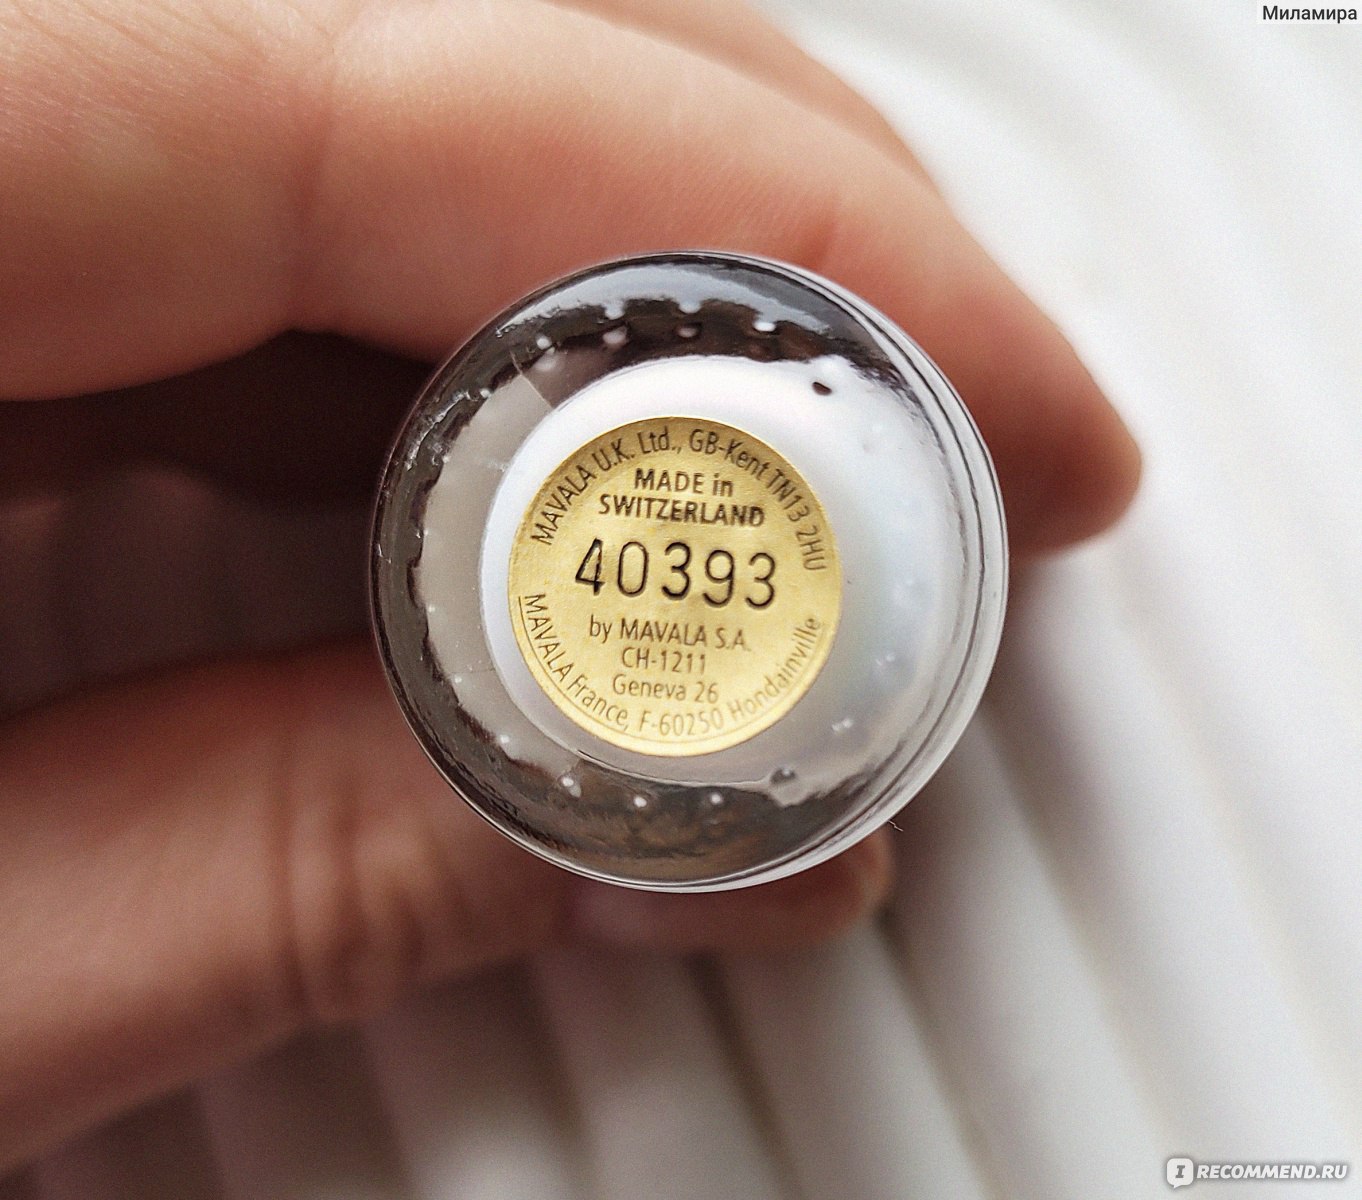 Миламира
MAVALA U.K. Ltd., GB-Kent TN13 2HU
MADE in
SWITZERLAND
40393
by MAVALA S.A.
CH-1211
Geneva 26
MAVALA France, F-60250 Hondainville
IRECOMMEND.RU